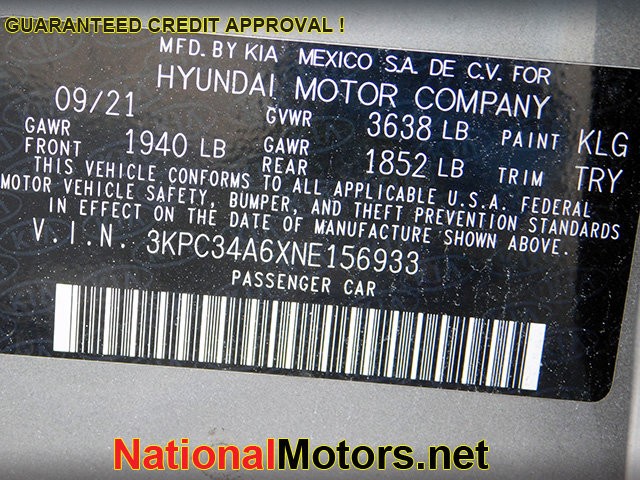 GUARANTEED CREDIT APPROVAL !
MFD. BY KIA MEXICO S.A. DE C.V. FOR
HYUNDAI MOTOR COMPANY
09/21 GVWR 3638 LB PAINT KLG
GAWR FRONT 1940 LB GAWR REAR 1852 LB TRIM TRY
THIS VEHICLE CONFORMS TO ALL APPLICABLE U.S.A. FEDERAL
MOTOR VEHICLE SAFETY, BUMPER, AND THEFT PREVENTION STANDARDS
IN EFFECT ON THE DATE OF MANUFACTURE SHOWN ABOVE.
V.I.N. 3KPC34A6XNE156933
PASSENGER CAR
NationalMotors.net